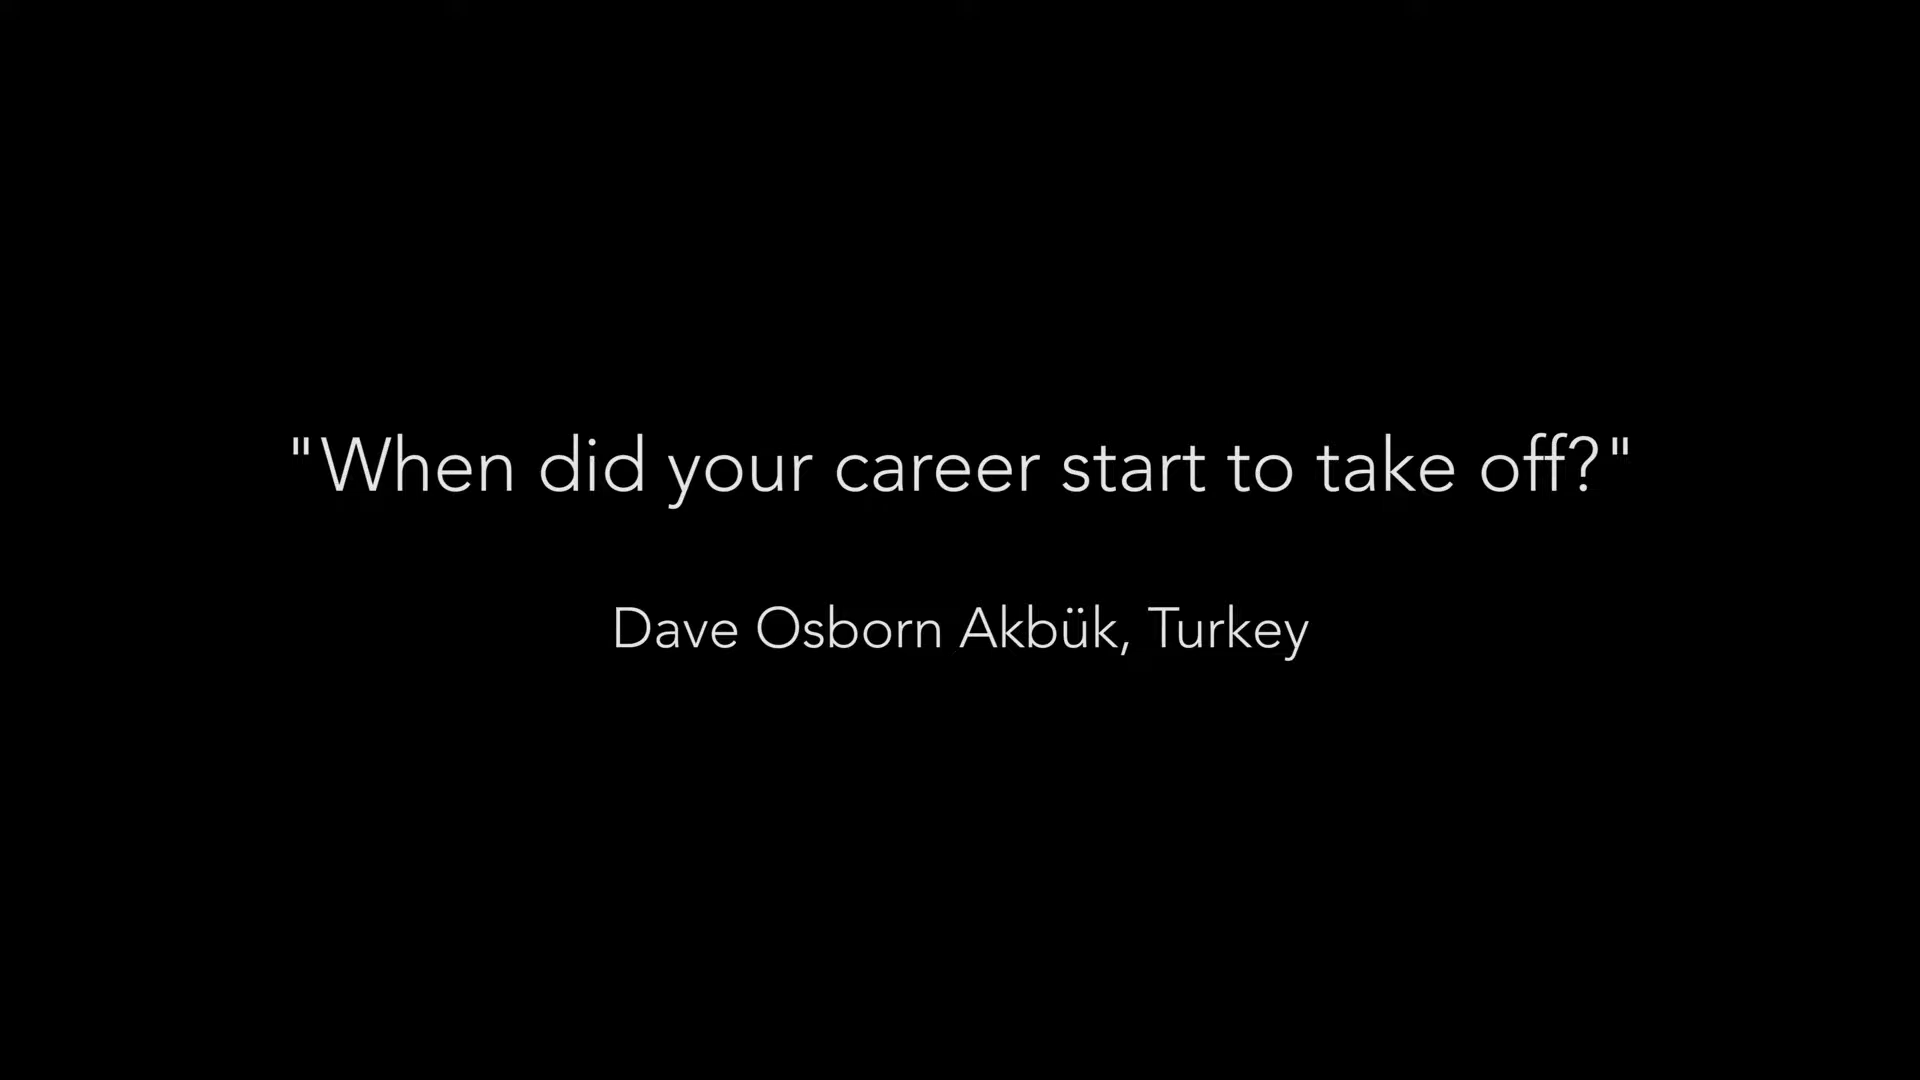 "When did your career start to take off?"
Dave Osborn Akbük, Turkey